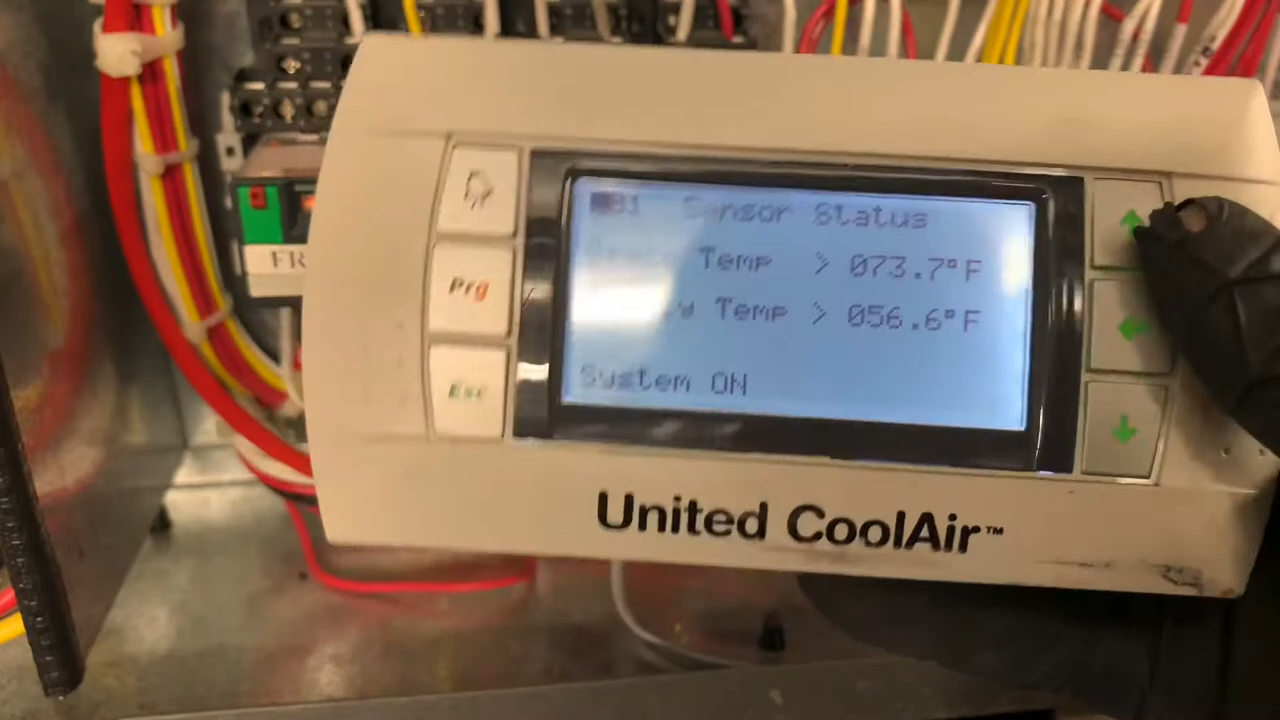 Sensor Status
Temp > 073.7°F
Temp > 056.6°F
System ON
Prg
Esc
FR
United CoolAir™